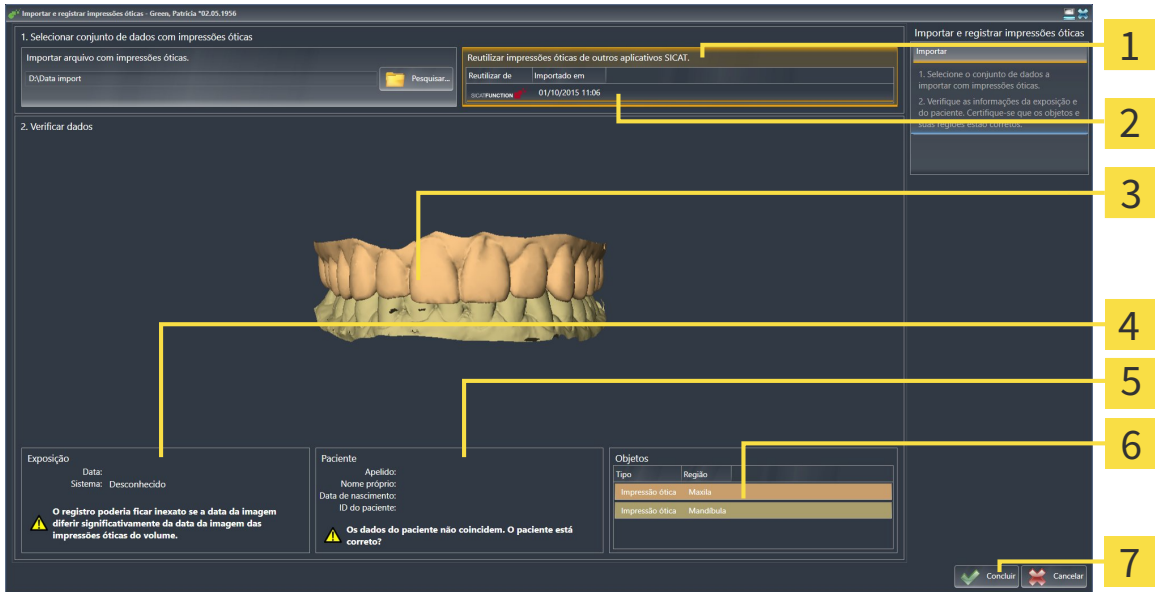 Importar e registrar impressões óticas - Green, Patricia *02.05.1956
1. Selecionar conjunto de dados com impressões óticas
Importar arquivo com impressões óticas.
D:\Data import
Pesquisar...
Reutilizar impressões óticas de outros aplicativos SICAT.
Reutilizar de
Importado em
SICATFUNCTION
01/10/2015 11:06
Importar e registrar impressões óticas
Importar
1. Selecione o conjunto de dados a
importar com impressões óticas.
2. Verifique as informações da exposição e
do paciente. Certifique-se que os objetos e
suas regiões estão corretos.
1
2
2. Verificar dados
3
4
5
6
Exposição
Data:
Sistema: Desconhecido
O registro poderia ficar inexato se a data da imagem
diferir significativamente da data da imagem das
impressões óticas do volume.
Paciente
Apelido:
Nome próprio:
Data de nascimento:
ID do paciente:
Os dados do paciente não coincidem. O paciente está
correto?
Objetos
Tipo
Região
Impressão ótica
Maxila
Impressão ótica
Mandíbula
Concluir
Cancelar
7